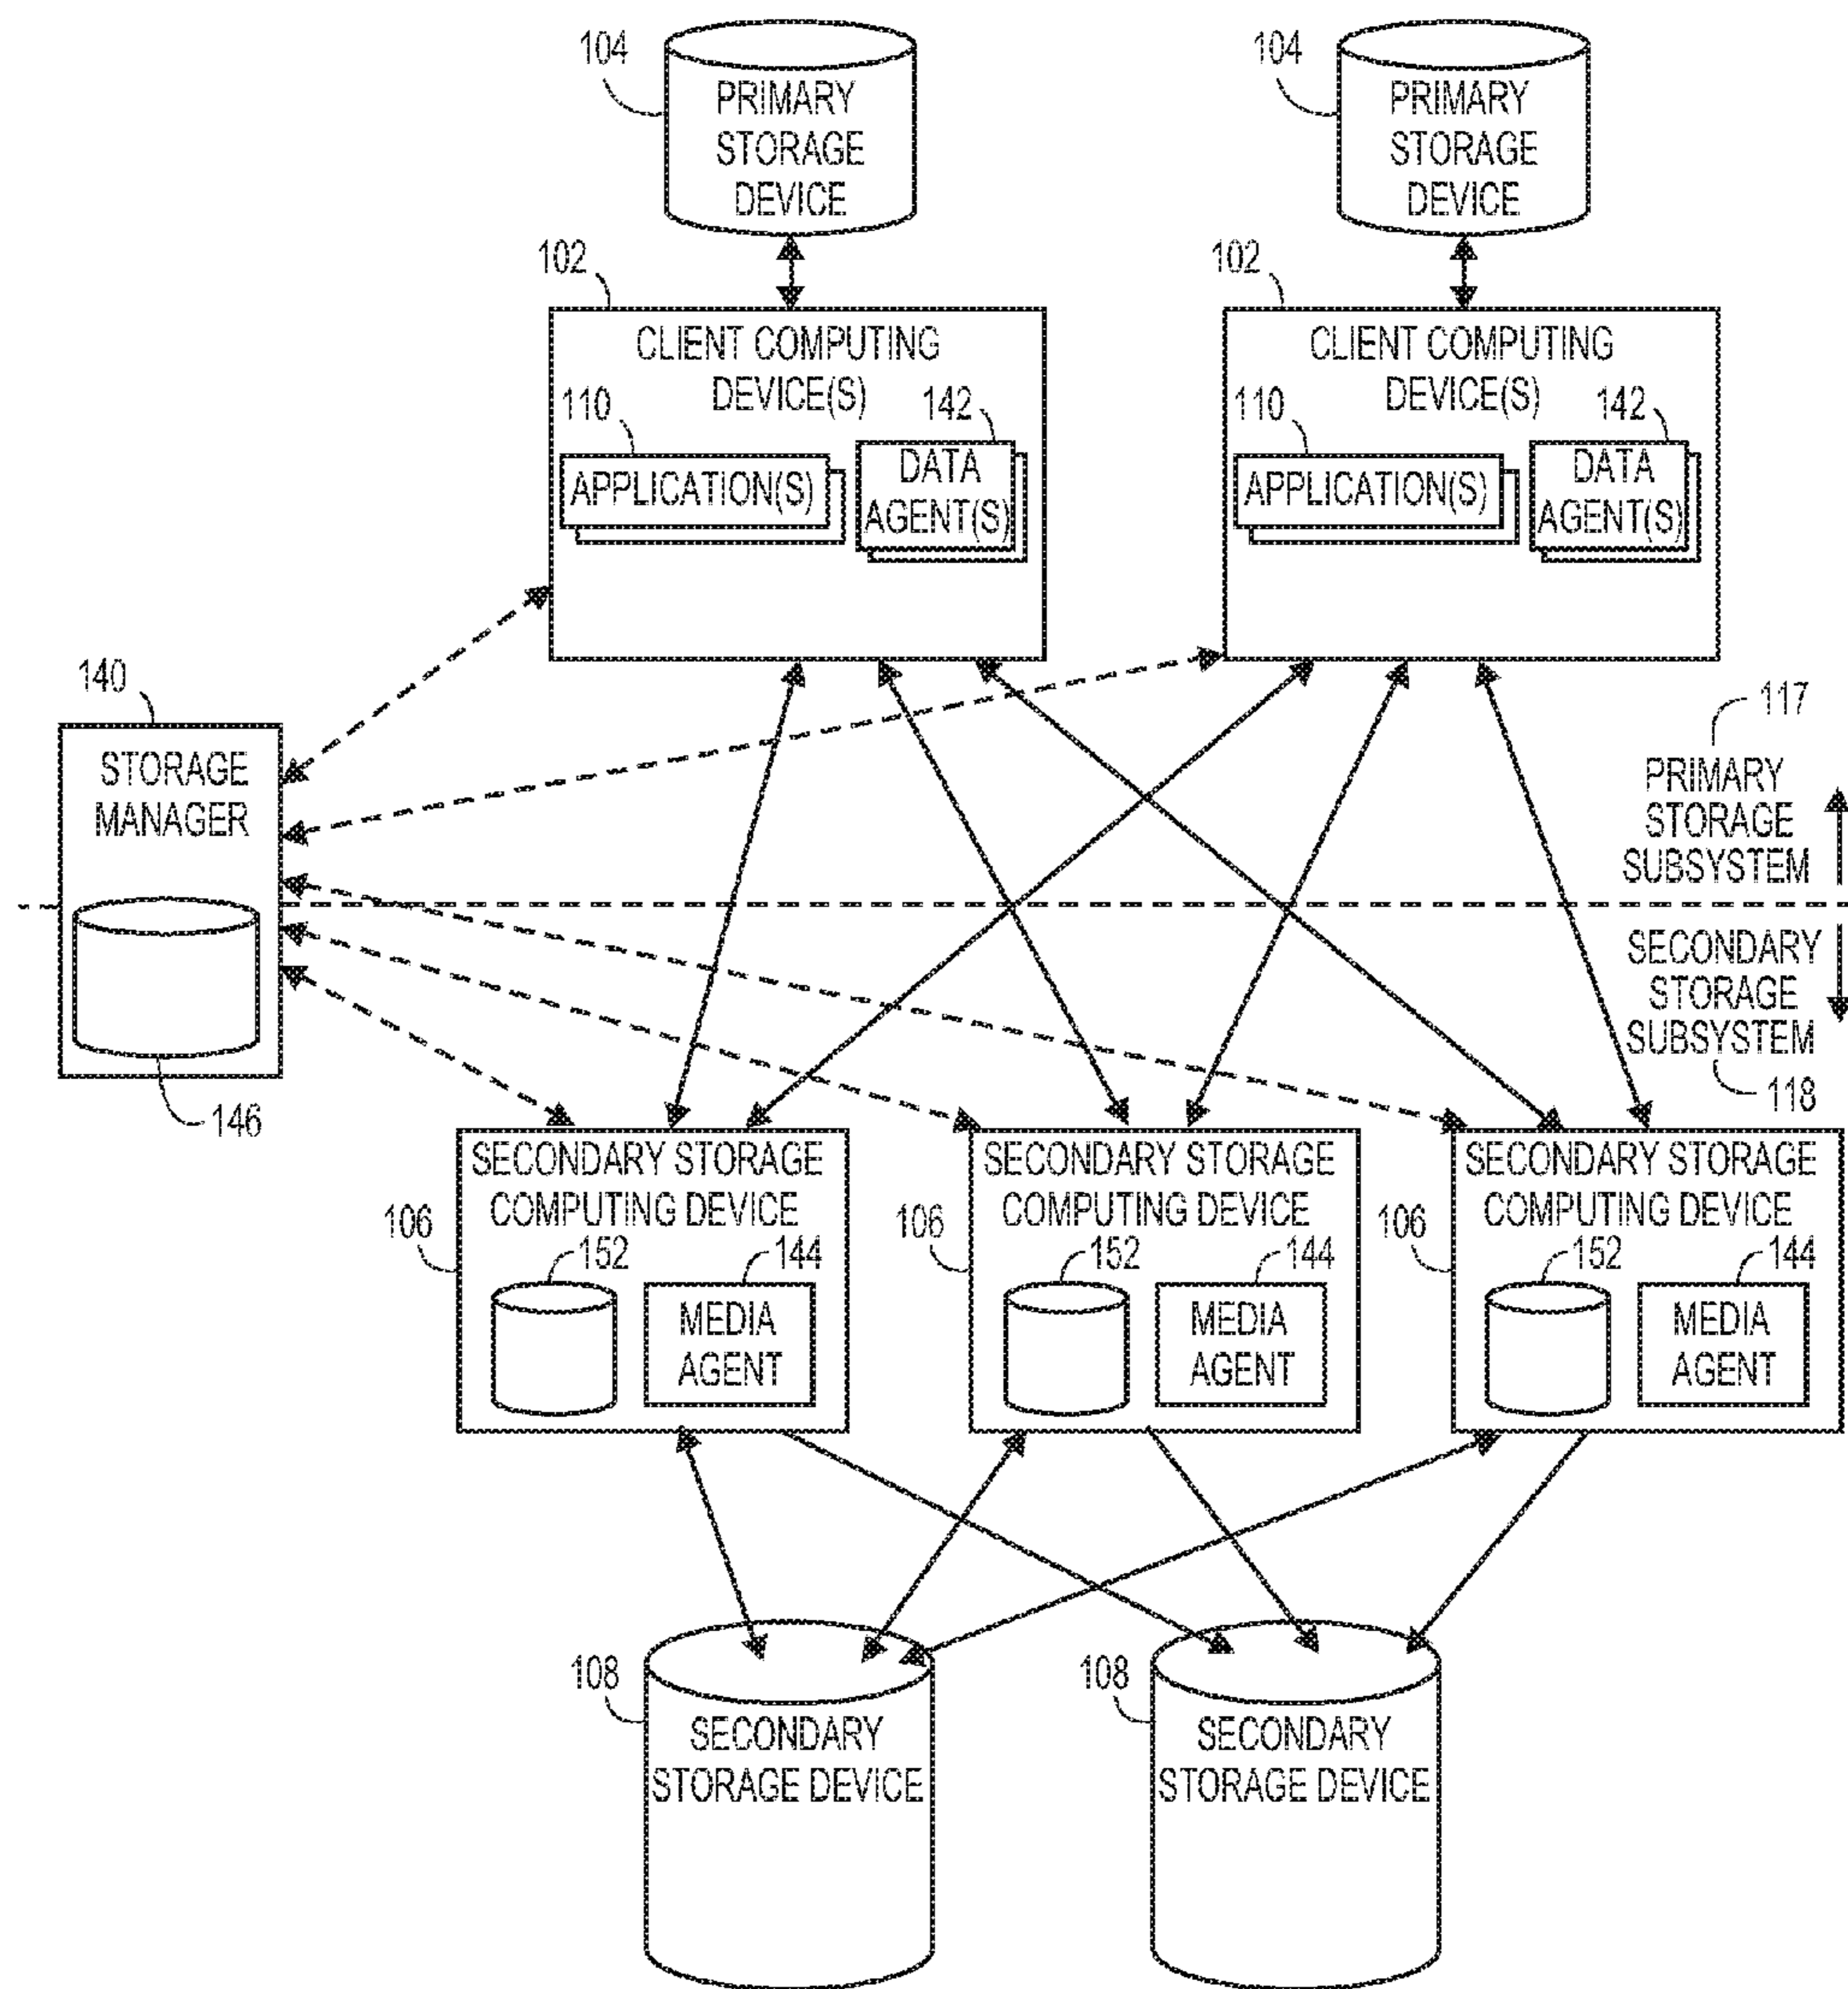 104
PRIMARY
STORAGE
DEVICE
104
PRIMARY
STORAGE
DEVICE
102
CLIENT COMPUTING
DEVICE(S)
110
142
APPLICATION(S)
DATA
AGENT(S)
102
CLIENT COMPUTING
DEVICE(S)
110
142
APPLICATION(S)
DATA
AGENT(S)
140
STORAGE
MANAGER
146
117
PRIMARY
STORAGE
SUBSYSTEM
SECONDARY
STORAGE
SUBSYSTEM
118
SECONDARY STORAGE
COMPUTING DEVICE
106
152
144
MEDIA
AGENT
SECONDARY STORAGE
COMPUTING DEVICE
106
152
144
MEDIA
AGENT
SECONDARY STORAGE
COMPUTING DEVICE
106
152
144
MEDIA
AGENT
108
SECONDARY
STORAGE DEVICE
108
SECONDARY
STORAGE DEVICE